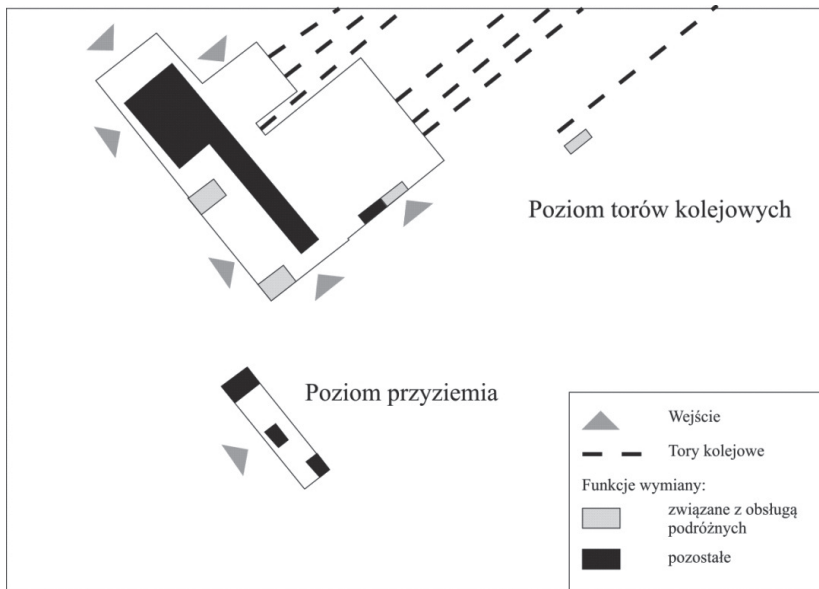 Poziom torów kolejowych
Poziom przyziemia
Wejście
Tory kolejowe
Funkcje wymiany:
związane z obsługą
podróżnych
pozostałe